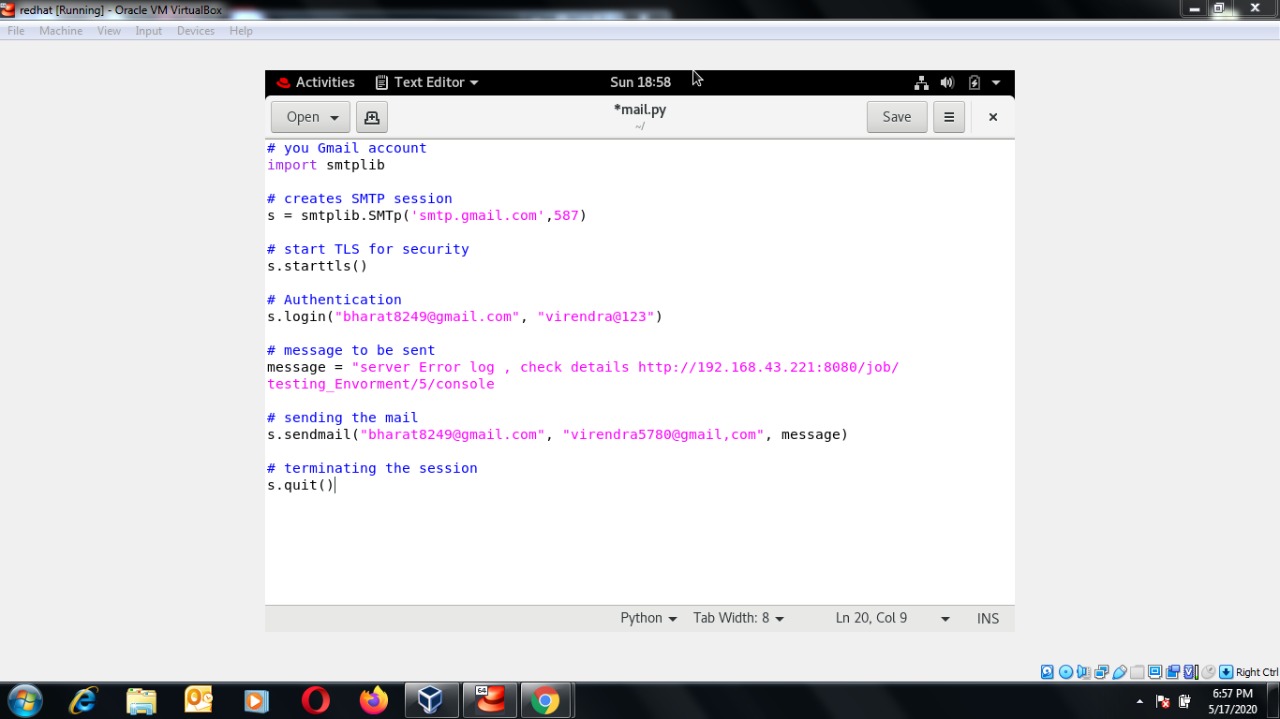 redhat [Running] - Oracle VM VirtualBox
File Machine View Input Devices Help
Activities Text Editor Sun 18:58
Open *mail.py Save
~/
# you Gmail account
import smtplib
# creates SMTP session
s = smtplib.SMTp('smtp.gmail.com',587)
# start TLS for security
s.starttls()
# Authentication
s.login("bharat8249@gmail.com", "virendra@123")
# message to be sent
message = "server Error log , check details http://192.168.43.221:8080/job/
testing_Envorment/5/console
# sending the mail
s.sendmail("bharat8249@gmail.com", "virendra5780@gmail,com", message)
# terminating the session
s.quit()
Python Tab Width: 8 Ln 20, Col 9 INS
Right Ctrl
64
6:57 PM
5/17/2020